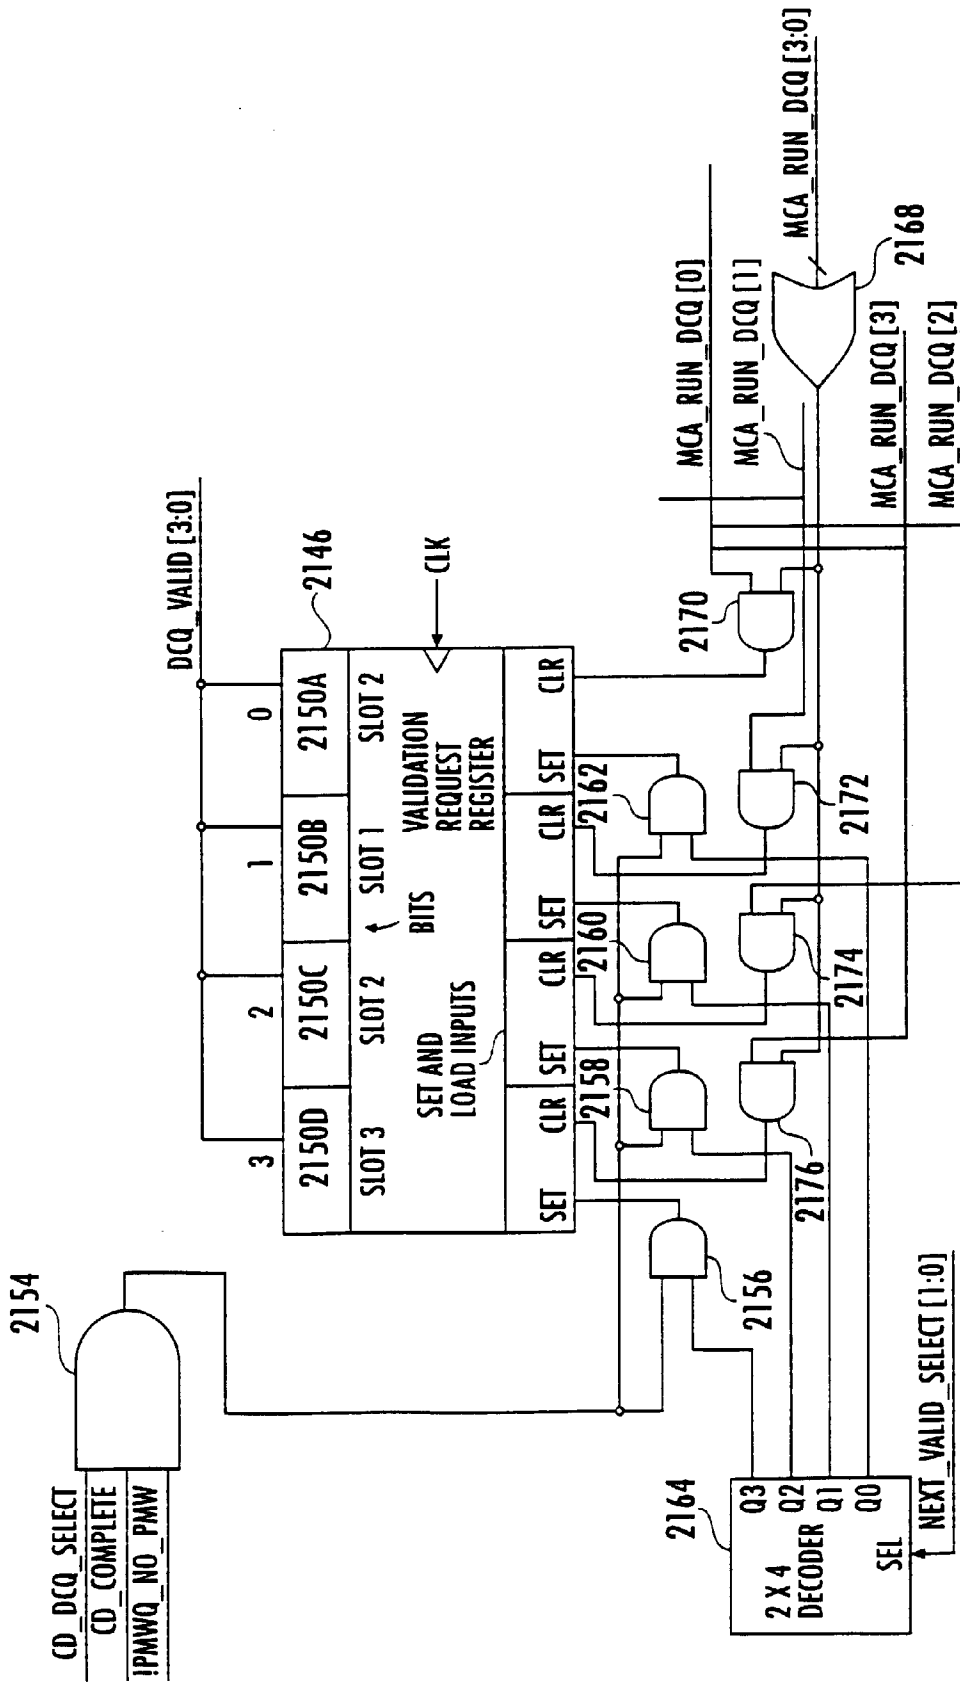 CD_DCQ_SELECT
CD_COMPLETE
!PMWQ_NO_PMW
2154
DCQ_VALID [3:0]
3
2
1
0
2150D
2150C
2150B
2150A
2146
SLOT 3
SLOT 2
SLOT 1
SLOT 2
BITS
VALIDATION
REQUEST
REGISTER
SET AND
LOAD INPUTS
CLK
SET
CLR
SET
CLR
SET
CLR
SET
CLR
2156
2158
2160
2162
2164
Q3
Q2
Q1
Q0
2 X 4
DECODER
SEL
NEXT_VALID_SELECT [1:0]
2176
2174
2172
2170
MCA_RUN_DCQ [0]
MCA_RUN_DCQ [1]
MCA_RUN_DCQ [3:0]
2168
MCA_RUN_DCQ [3]
MCA_RUN_DCQ [2]